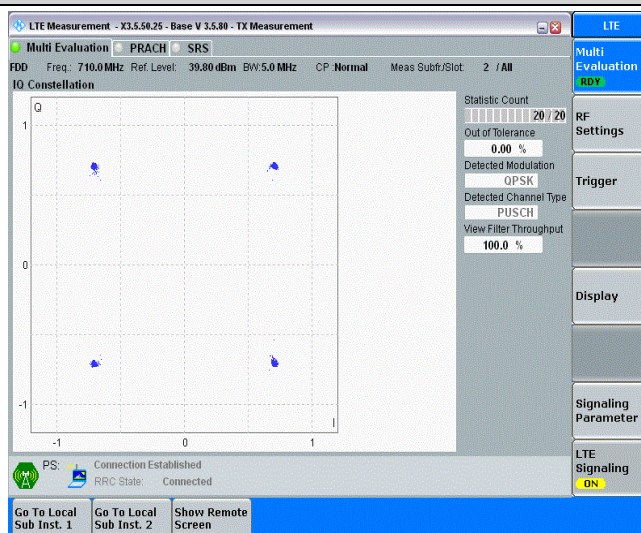 LTE Measurement - X3.5.50.25 - Base V 3.5.80 - TX Measurement
LTE
Multi Evaluation PRACH SRS
FDD Freq.: 710.0 MHz Ref. Level: 39.80 dBm BW: 5.0 MHz CP :Normal Meas Subfr./Slot: 2 / All
IQ Constellation
Q
1
0
-1
-1 0 1
I
Statistic Count
20 / 20
Out of Tolerance
0.00 %
Detected Modulation
QPSK
Detected Channel Type
PUSCH
View Filter Throughput
100.0 %
PS: Connection Established
RRC State: Connected
Multi
Evaluation
RDY
RF
Settings
Trigger
Display
Signaling
Parameter
LTE
Signaling
ON
Go To Local
Sub Inst. 1
Go To Local
Sub Inst. 2
Show Remote
Screen